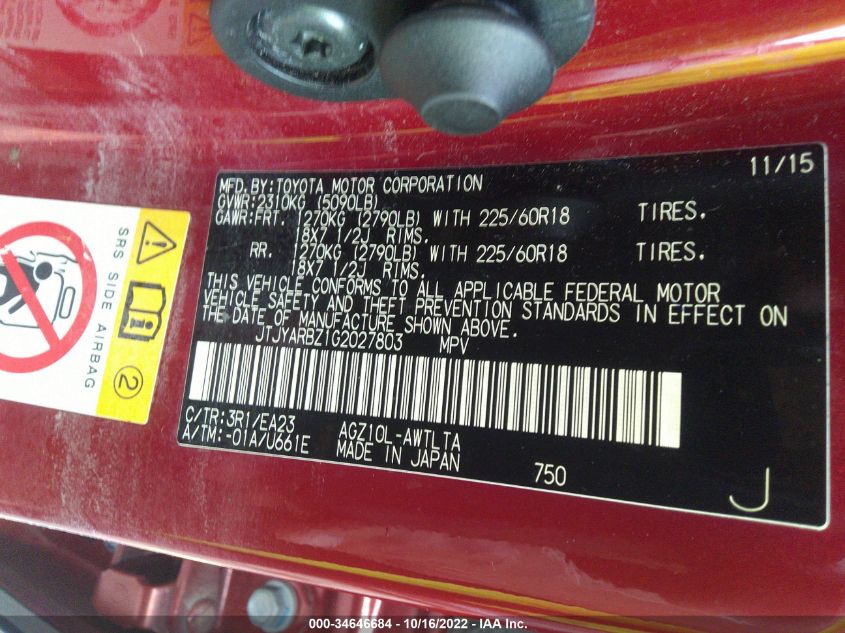 11/15
MFD.BY:TOYOTA MOTOR CORPORATION
GVWR:2310KG (5090LB)
GAWR:FRT. 1270KG (2790LB) WITH 225/60R18 TIRES.
18X7 1/2J RIMS.
RR. 1270KG (2790LB) WITH 225/60R18 TIRES.
18X7 1/2J RIMS.
THIS VEHICLE CONFORMS TO ALL APPLICABLE FEDERAL MOTOR
VEHICLE SAFETY AND THEFT PREVENTION STANDARDS IN EFFECT ON
THE DATE OF MANUFACTURE SHOWN ABOVE.
JTJYARBZ1G2027803 MPV
C/TR:3R1/EA23 AGZ10L-AWTLTA
A/TM:-01A/U661E MADE IN JAPAN
750
J
SRS SIDE AIRBAG
2
000-34646684 - 10/16/2022 - IAA Inc.